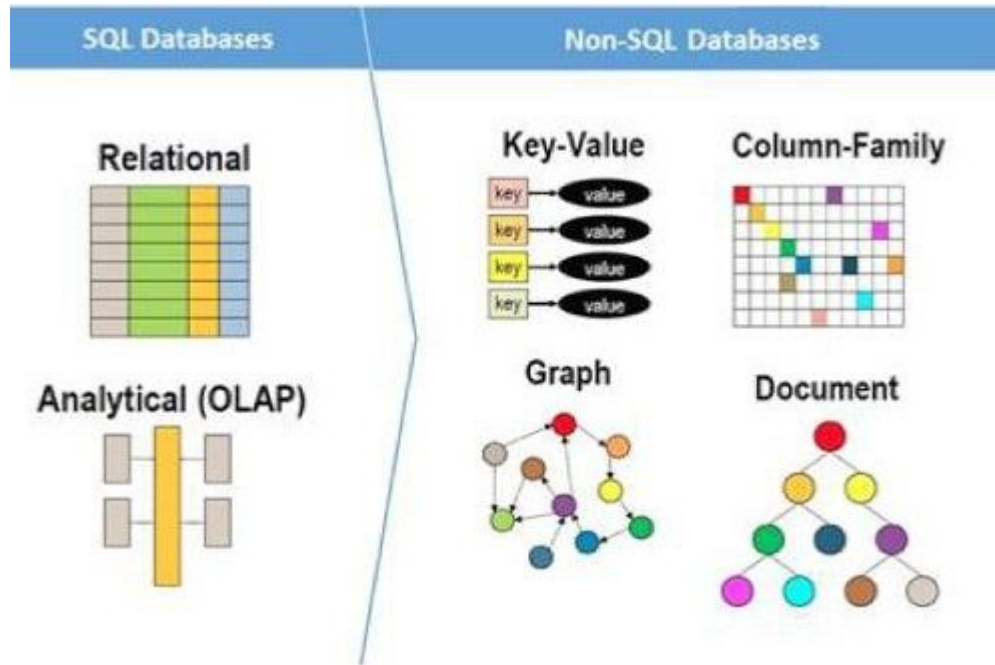 SQL Databases
Non-SQL Databases
Relational
Analytical (OLAP)
Key-Value
key value
key value
key value
key value
Column-Family
Graph
Document